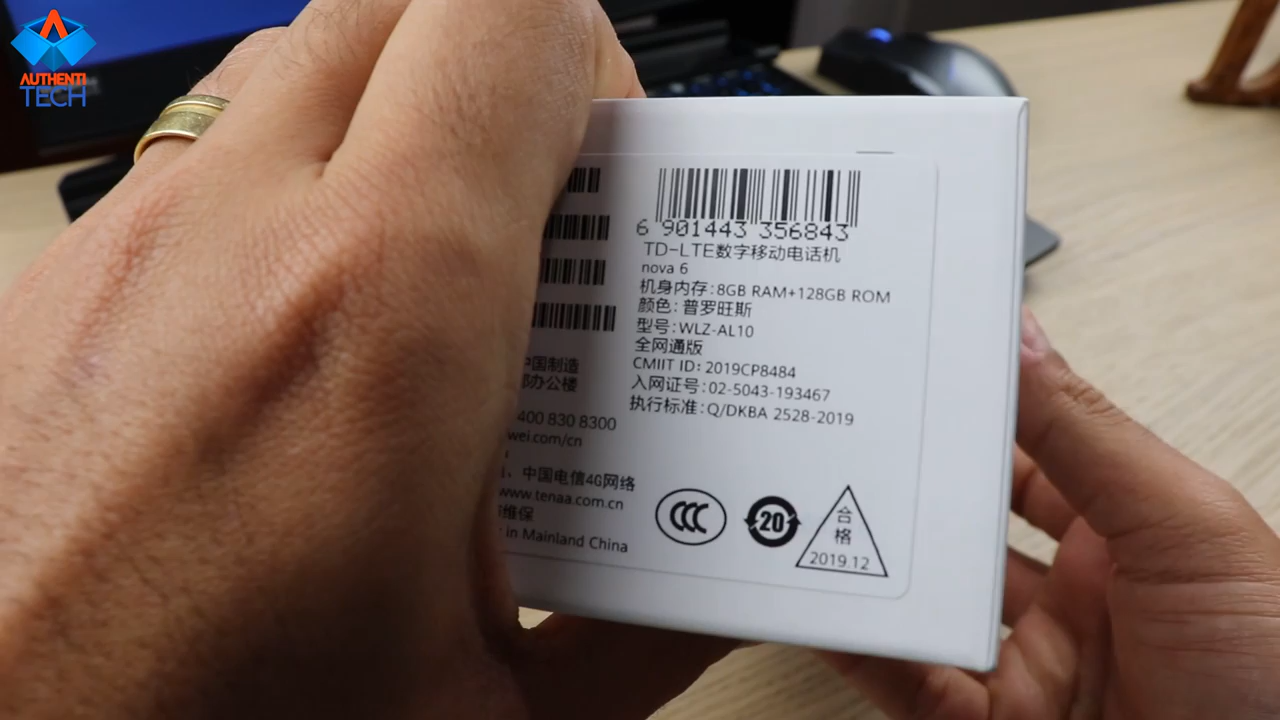 AUTHENTI
TECH
6 901443 356843
TD-LTE数字移动电话机
nova 6
机身内存:8GB RAM+128GB ROM
颜色:普罗旺斯
型号:WLZ-AL10
全网通版
CMIIT ID: 2019CP8484
入网证号:02-5043-193467
执行标准:Q/DKBA 2528-2019
中国制造
办公楼
400 830 8300
wei.com/cn
、中国电信4G网络
www.tenaa.com.cn
维保
in Mainland China
CCC
20
合
格
2019.12